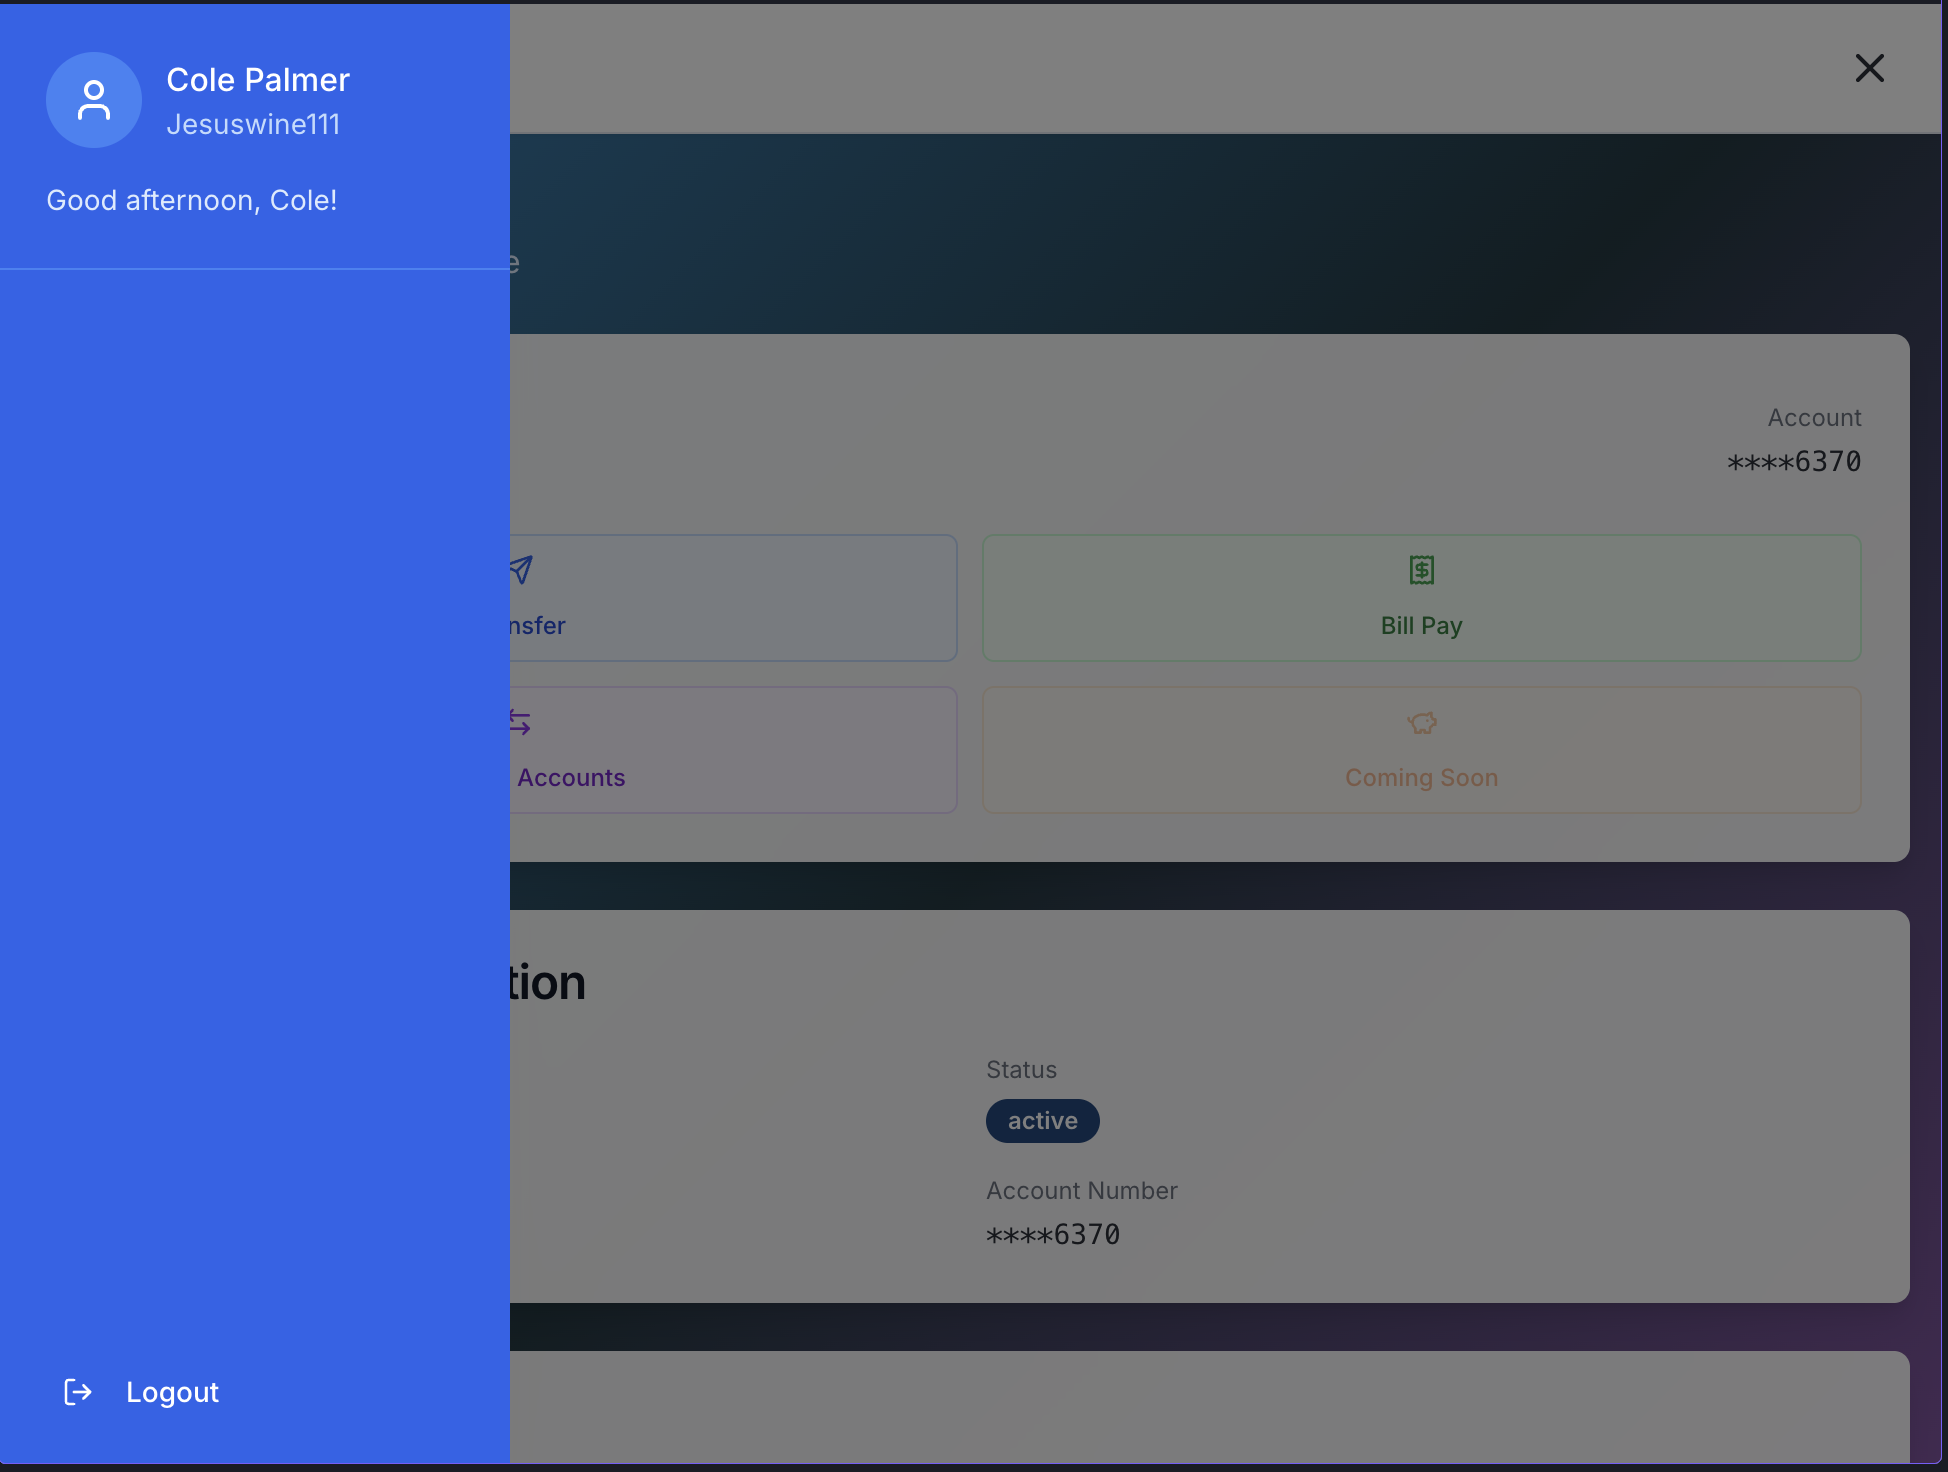 Cole Palmer
Jesuswine111
Good afternoon, Cole!
Logout
e
Account
****6370
nsfer
Bill Pay
Accounts
Coming Soon
tion
Status
active
Account Number
****6370